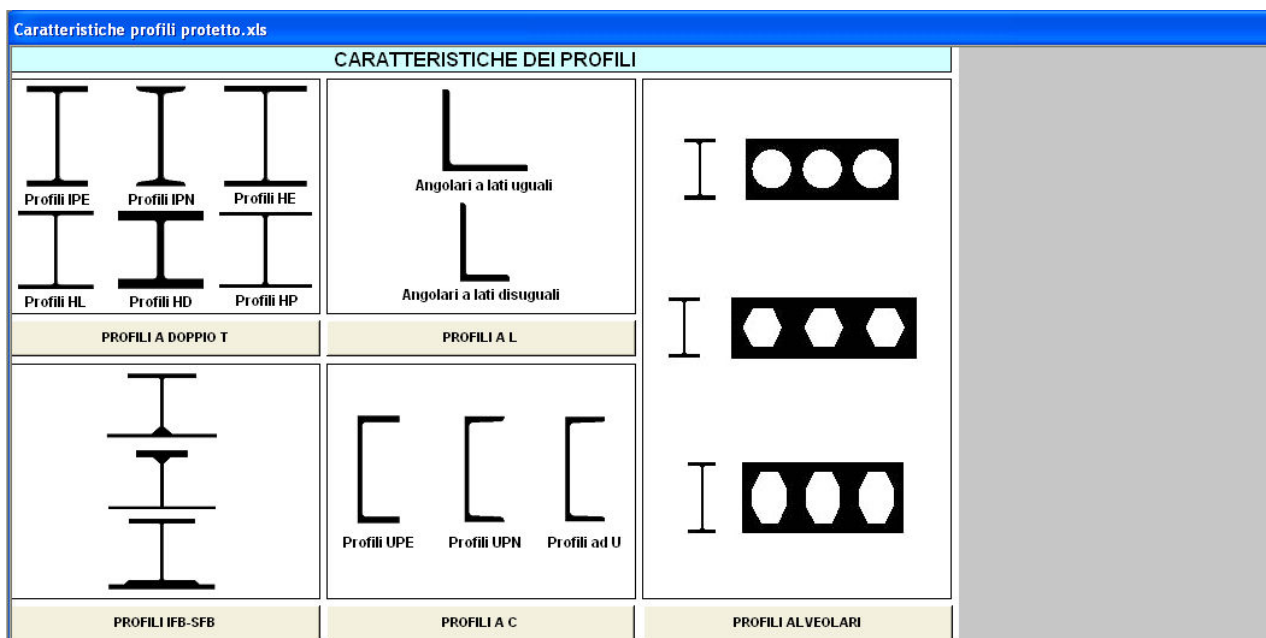 Caratteristiche profili protetto.xls
CARATTERISTICHE DEI PROFILI
Profili IPE
Profili IPN
Profili HE
Profili HL
Profili HD
Profili HP
PROFILI A DOPPIO T
Angolari a lati uguali
Angolari a lati disuguali
PROFILI A L
PROFILI IFB-SFB
Profili UPE
Profili UPN
Profili ad U
PROFILI A C
PROFILI ALVEOLARI